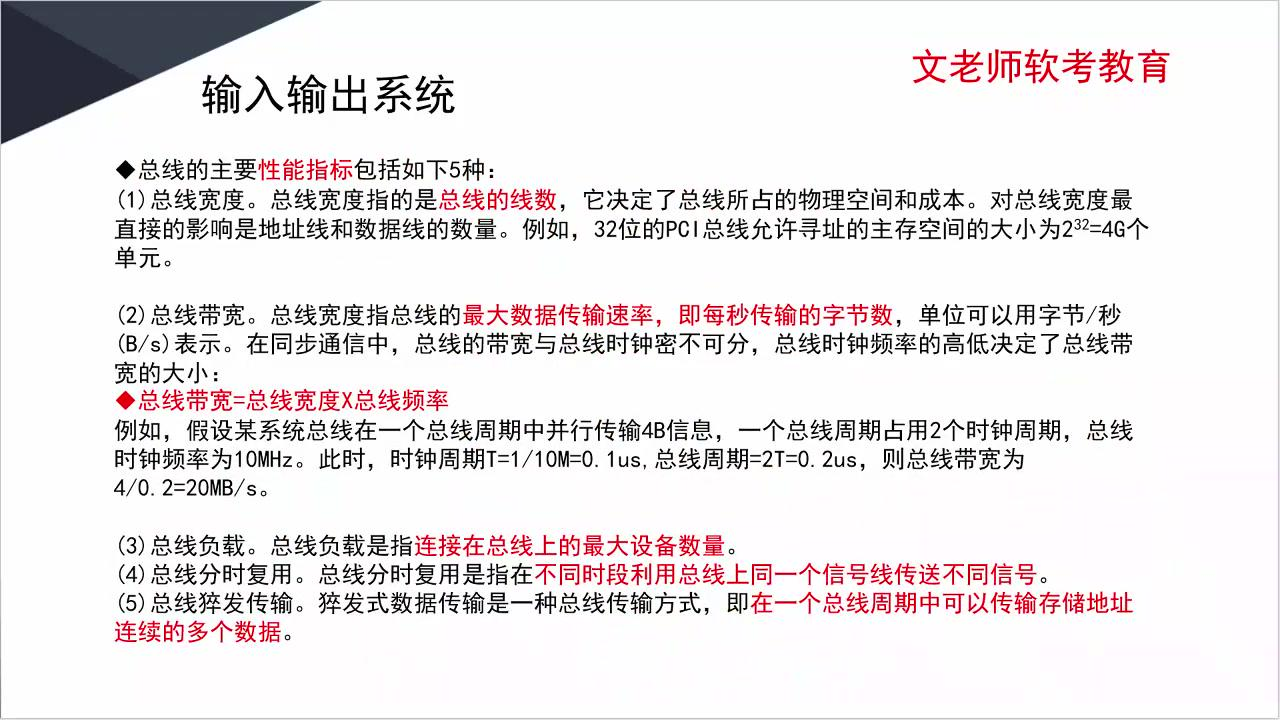 文老师软考教育
输入输出系统
◆总线的主要性能指标包括如下5种：
(1)总线宽度。总线宽度指的是总线的线数，它决定了总线所占的物理空间和成本。对总线宽度最
直接的影响是地址线和数据线的数量。例如，32位的PCI总线允许寻址的主存空间的大小为2³²=4G个
单元。
(2)总线带宽。总线宽度指总线的最大数据传输速率，即每秒传输的字节数，单位可以用字节/秒
(B/s)表示。在同步通信中，总线的带宽与总线时钟密不可分，总线时钟频率的高低决定了总线带
宽的大小：
◆总线带宽=总线宽度X总线频率
例如，假设某系统总线在一个总线周期中并行传输4B信息，一个总线周期占用2个时钟周期，总线
时钟频率为10MHz。此时，时钟周期T=1/10M=0.1us,总线周期=2T=0.2us，则总线带宽为
4/0.2=20MB/s。
(3)总线负载。总线负载是指连接在总线上的最大设备数量。
(4)总线分时复用。总线分时复用是指在不同时段利用总线上同一个信号线传送不同信号。
(5)总线猝发传输。猝发式数据传输是一种总线传输方式，即在一个总线周期中可以传输存储地址
连续的多个数据。